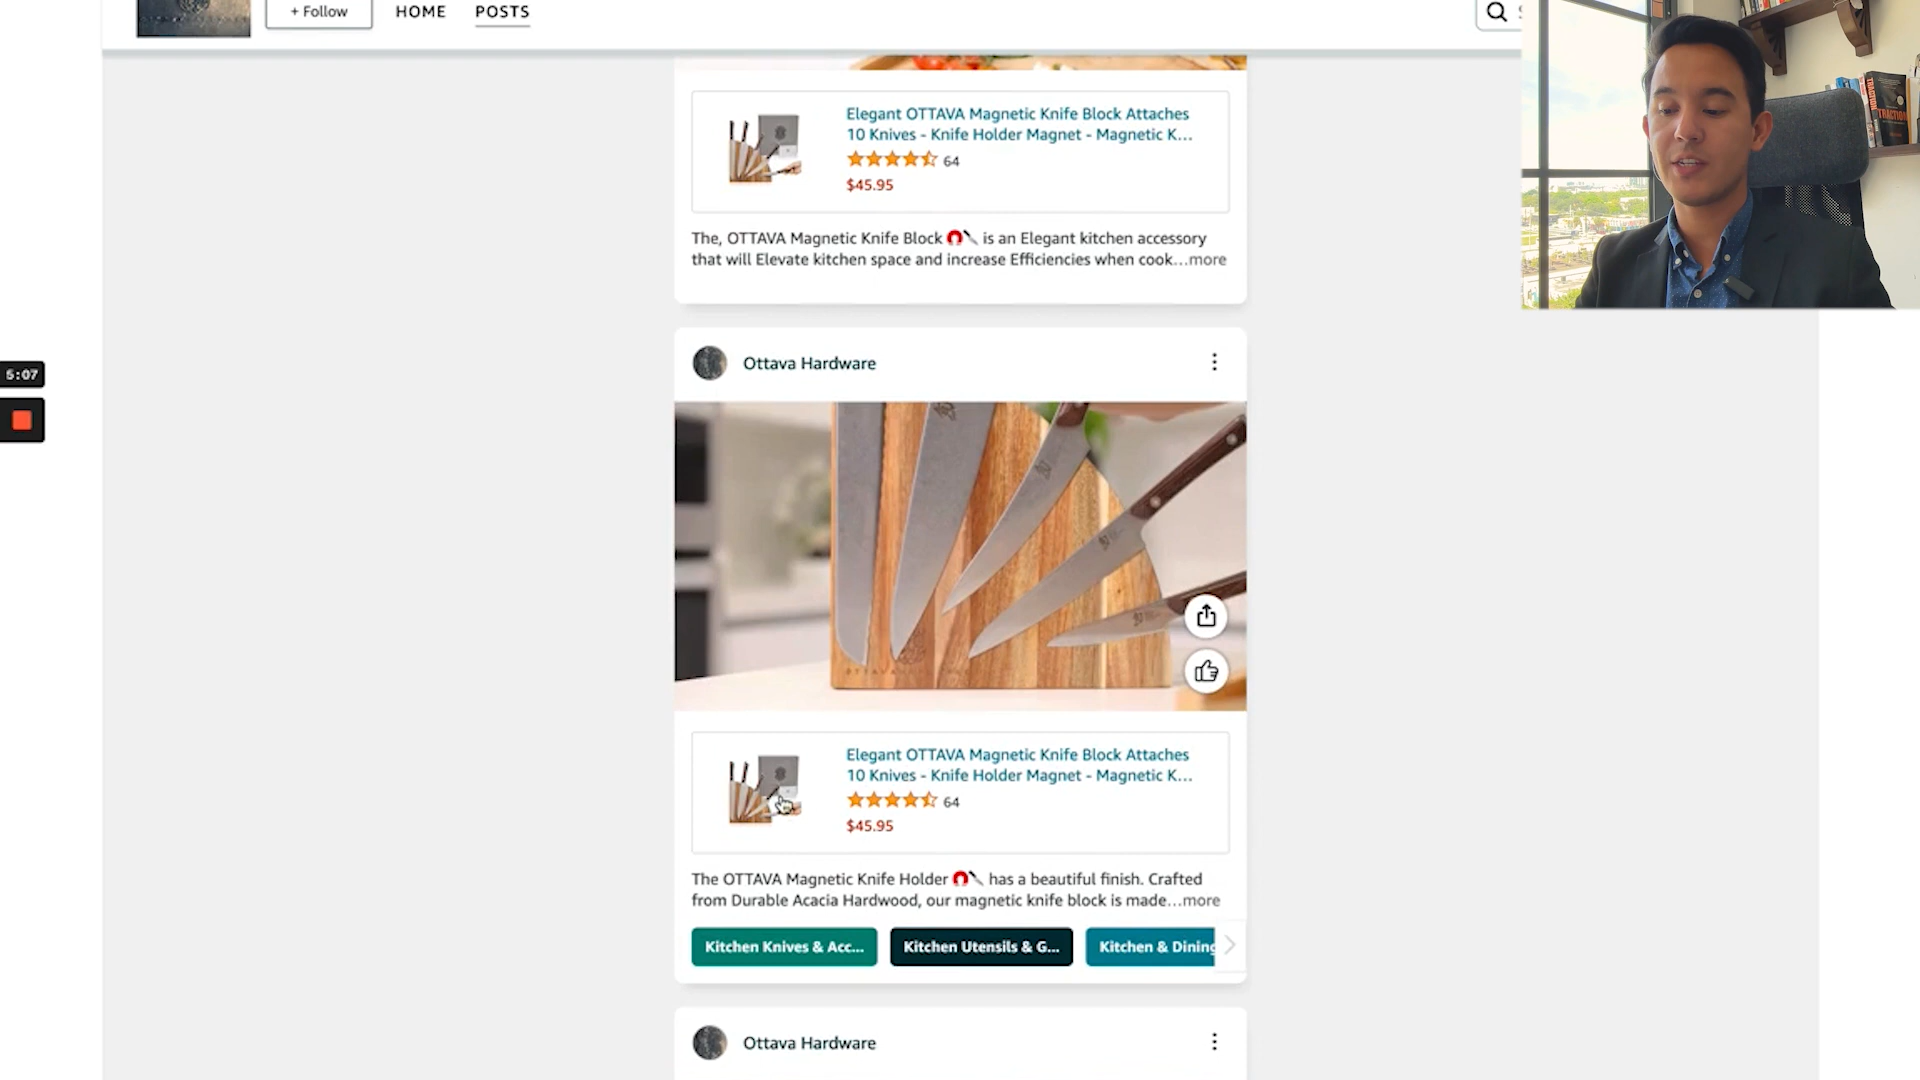 + Follow
HOME
POSTS
TRACTION
Elegant OTTAVA Magnetic Knife Block Attaches
10 Knives - Knife Holder Magnet - Magnetic K...
64
$45.95
The, OTTAVA Magnetic Knife Block 🧲🔪 is an Elegant kitchen accessory
that will Elevate kitchen space and increase Efficiencies when cook...more
Ottava Hardware
5:07
OTTAVA
Elegant OTTAVA Magnetic Knife Block Attaches
10 Knives - Knife Holder Magnet - Magnetic K...
64
$45.95
The OTTAVA Magnetic Knife Holder 🧲🔪 has a beautiful finish. Crafted
from Durable Acacia Hardwood, our magnetic knife block is made...more
Kitchen Knives & Acc...
Kitchen Utensils & G...
Kitchen & Dining
Ottava Hardware